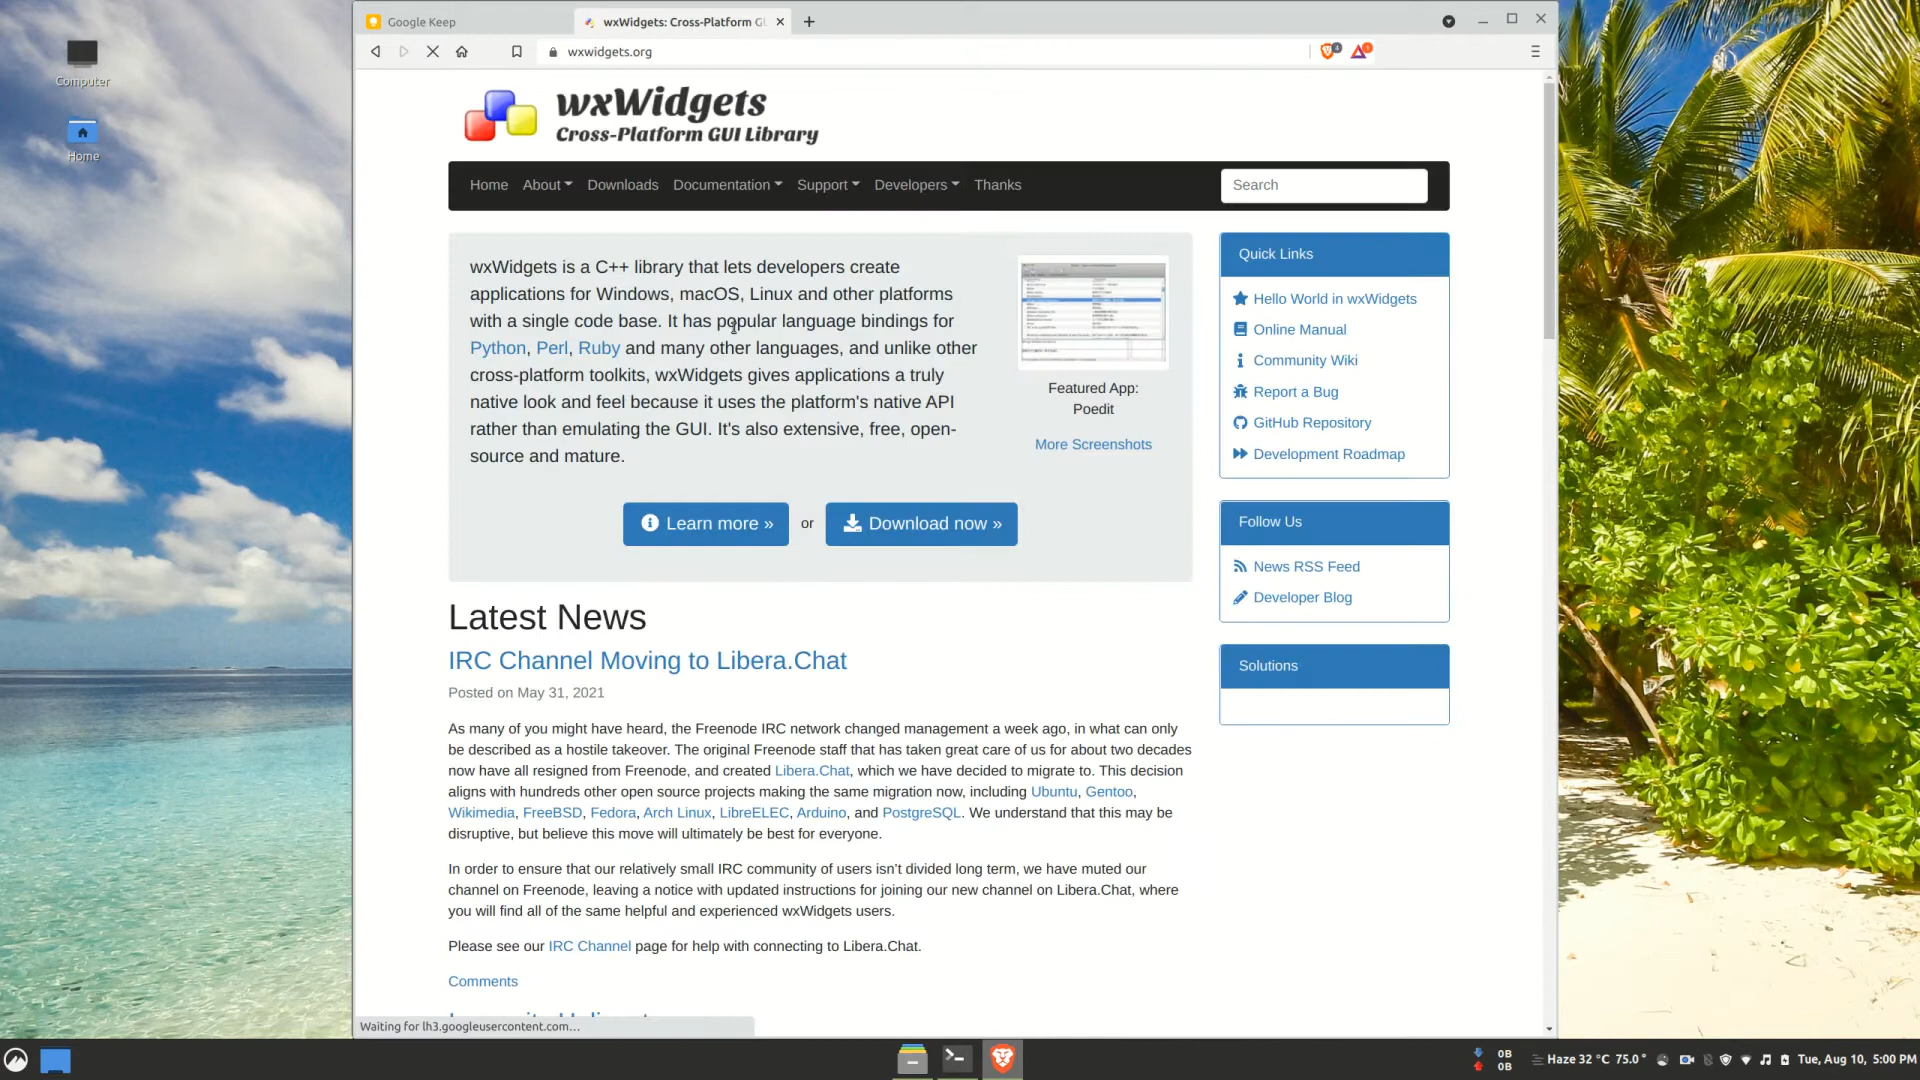 Computer
Home
Google Keep
wxWidgets: Cross-Platform G
wxwidgets.org
4
1
wxWidgets
Cross-Platform GUI Library
Home About Downloads Documentation Support Developers Thanks
Search
wxWidgets is a C++ library that lets developers create
applications for Windows, macOS, Linux and other platforms
with a single code base. It has popular language bindings for
Python, Perl, Ruby and many other languages, and unlike other
cross-platform toolkits, wxWidgets gives applications a truly
native look and feel because it uses the platform's native API
rather than emulating the GUI. It's also extensive, free, open-
source and mature.
Featured App:
Poedit
More Screenshots
Learn more » or Download now »
Quick Links
Hello World in wxWidgets
Online Manual
Community Wiki
Report a Bug
GitHub Repository
Development Roadmap
Follow Us
News RSS Feed
Developer Blog
Solutions
Latest News
IRC Channel Moving to Libera.Chat
Posted on May 31, 2021
As many of you might have heard, the Freenode IRC network changed management a week ago, in what can only
be described as a hostile takeover. The original Freenode staff that has taken great care of us for about two decades
now have all resigned from Freenode, and created Libera.Chat, which we have decided to migrate to. This decision
aligns with hundreds other open source projects making the same migration now, including Ubuntu, Gentoo,
Wikimedia, FreeBSD, Fedora, Arch Linux, LibreELEC, Arduino, and PostgreSQL. We understand that this may be
disruptive, but believe this move will ultimately be best for everyone.
In order to ensure that our relatively small IRC community of users isn't divided long term, we have muted our
channel on Freenode, leaving a notice with updated instructions for joining our new channel on Libera.Chat, where
you will find all of the same helpful and experienced wxWidgets users.
Please see our IRC Channel page for help with connecting to Libera.Chat.
Comments
Waiting for lh3.googleusercontent.com...
0B
0B
Haze 32 °C 75.0°
Tue, Aug 10, 5:00 PM